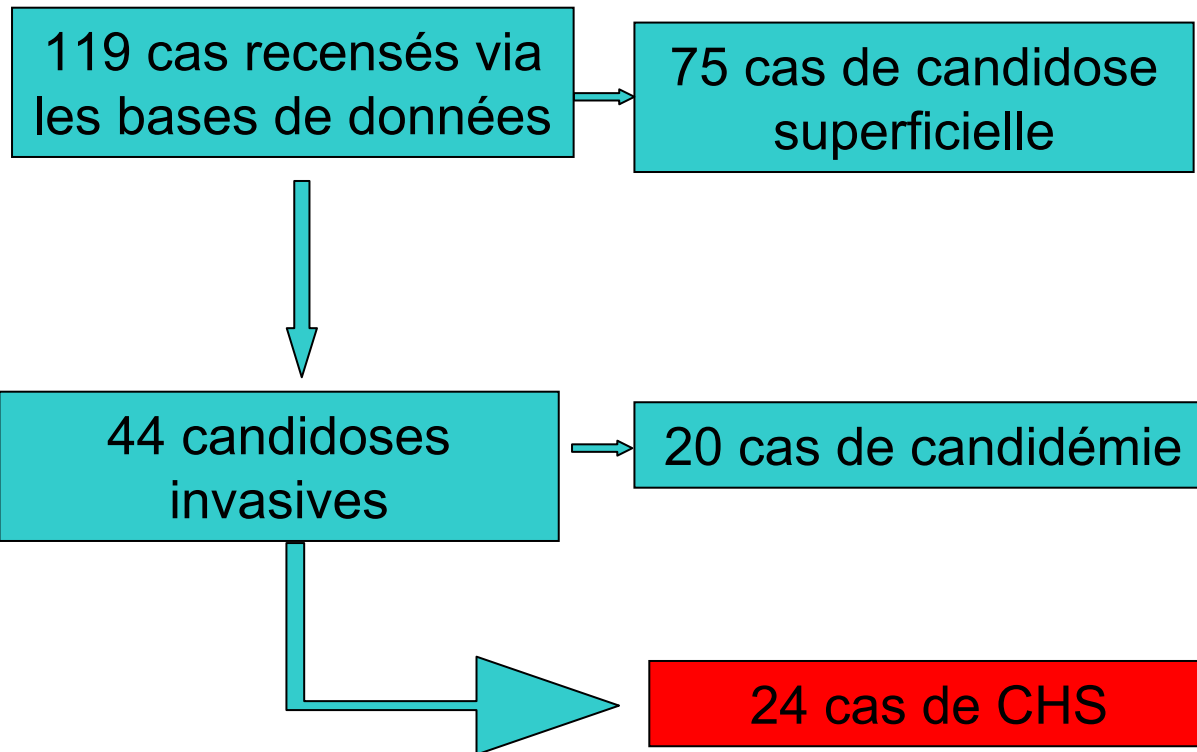 119 cas recensés via
les bases de données
75 cas de candidose
superficielle
44 candidoses
invasives
20 cas de candidémie
24 cas de CHS